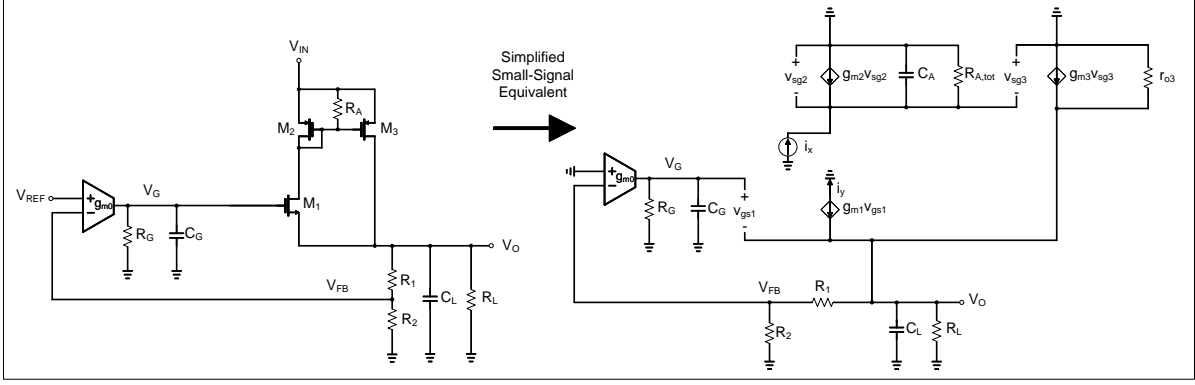 V_IN
R_A
M_2
M_3
V_REF
+
−
g_m0
V_G
M_1
R_G
C_G
V_O
V_FB
R_1
R_2
C_L
R_L
Simplified
Small-Signal
Equivalent
+
v_sg2
-
g_m2v_sg2
C_A
R_A,tot
+
v_sg3
-
g_m3v_sg3
r_o3
i_x
+
−
g_m0
V_G
R_G
C_G
+
v_gs1
-
i_y
g_m1v_gs1
V_FB
R_1
R_2
C_L
R_L
V_O